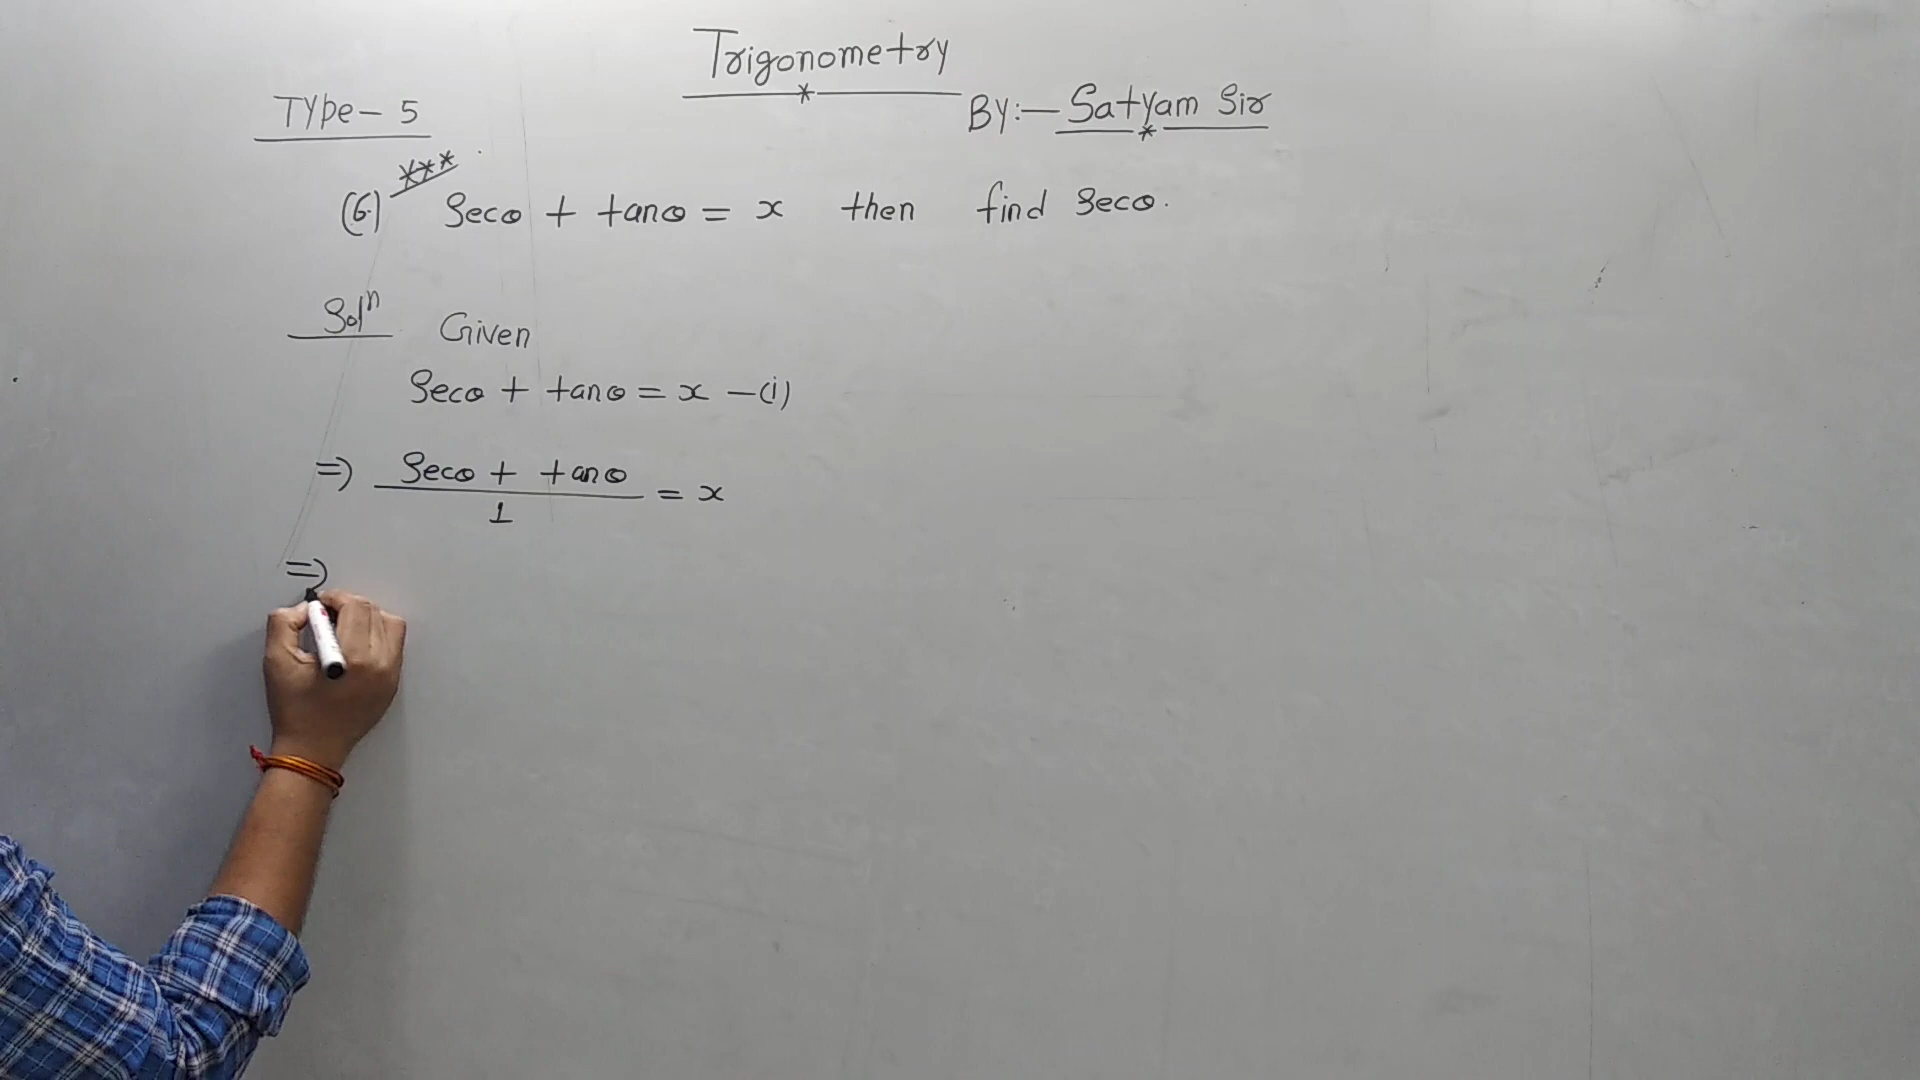 Trigonometry
Type - 5
By:- Satyam Sir
***
(6) Secθ + tanθ = x then find Secθ.
Solⁿ Given
Secθ + tanθ = x -(i)
=> Secθ + tanθ / 1 = x
=>